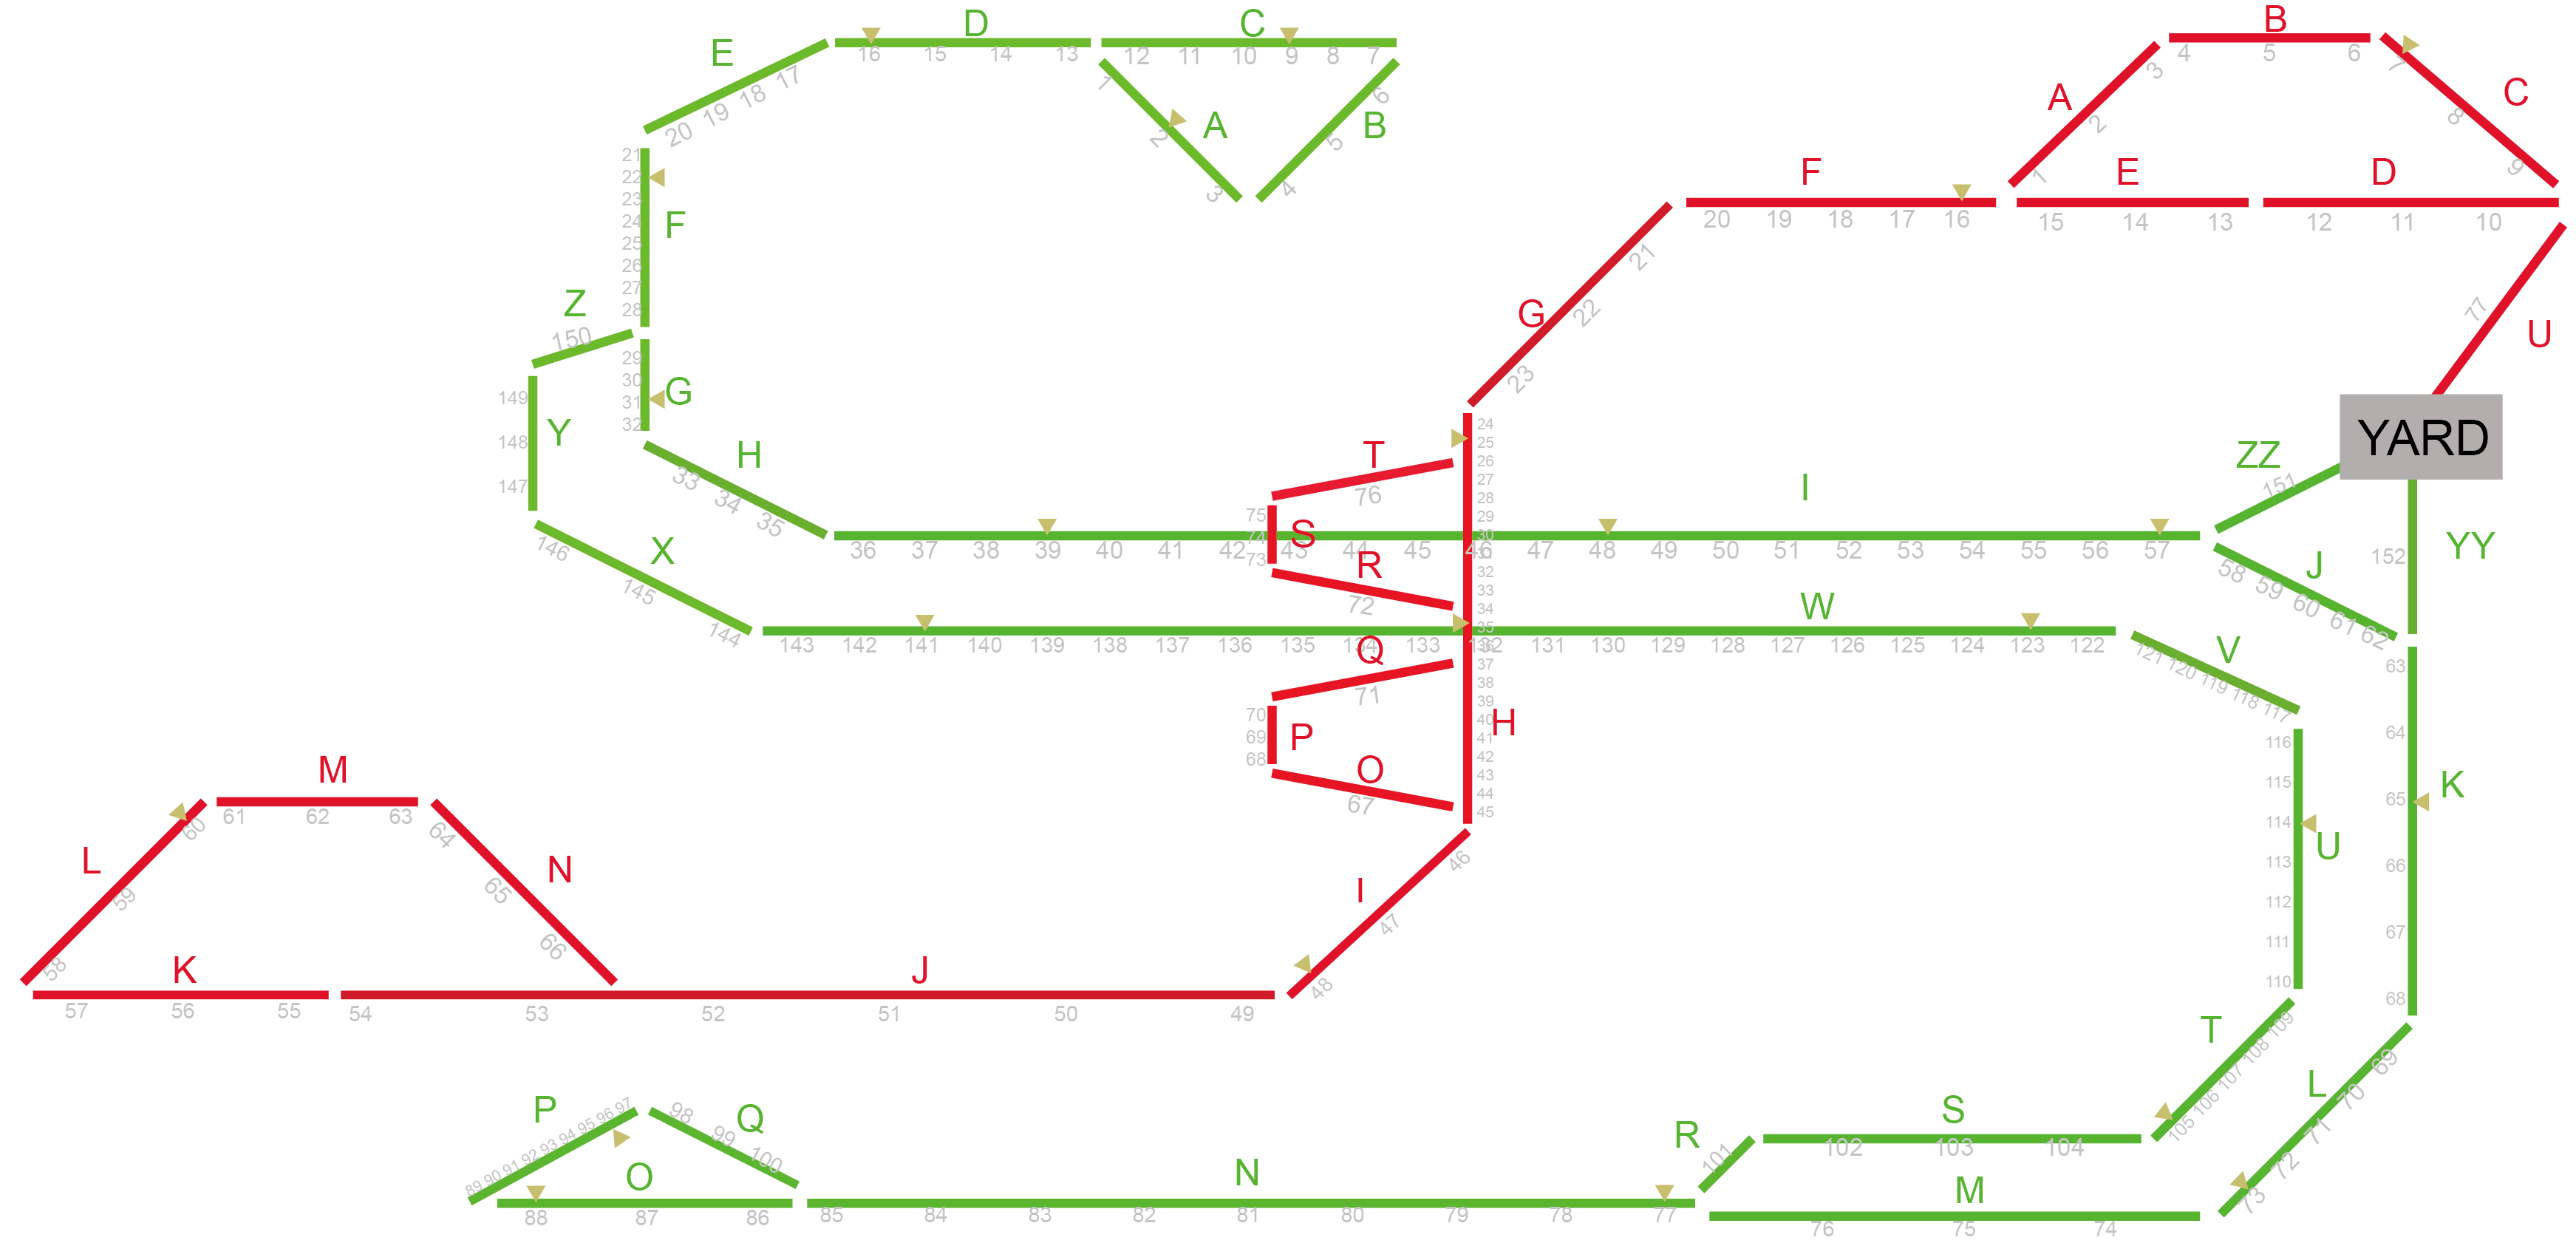 B
4 5 6
A
1 2 3
C
7 8 9
F
20 19 18 17 16
E
15 14 13
D
12 11 10
G
21 22 23
U
77
YARD
E
20 19 18 17
D
16 15 14 13
C
12 11 10 9 8 7
A
1 2 3
B
4 5 6
F
21
22
23
24
25
26
27
28
Z
150
G
29
30
31
32
Y
149
148
147
H
33 34 35
X
146 145 144
I
36 37 38 39 40 41 42 43 44 45 46 47 48 49 50 51 52 53 54 55 56 57
ZZ
151
J
58 59 60 61 62
YY
152
W
143 142 141 140 139 138 137 136 135 134 133 132 131 130 129 128 127 126 125 124 123 122
V
121 120 119 118 117
T
76
S
75
74
73
R
72
Q
71
P
70
69
68
O
67
H
24
25
26
27
28
29
30
31
32
33
34
35
36
37
38
39
40
41
42
43
44
45
I
46 47 48
J
54 53 52 51 50 49
K
57 56 55
L
58 59 60
M
61 62 63
N
64 65 66
U
116
115
114
113
112
111
110
K
63
64
65
66
67
68
T
105 106 107 108 109
L
69 70 71 72 73
S
102 103 104
R
101
M
76 75 74
N
85 84 83 82 81 80 79 78 77
P
89 90 91 92 93 94 95 96 97
Q
98 99 100
O
88 87 86